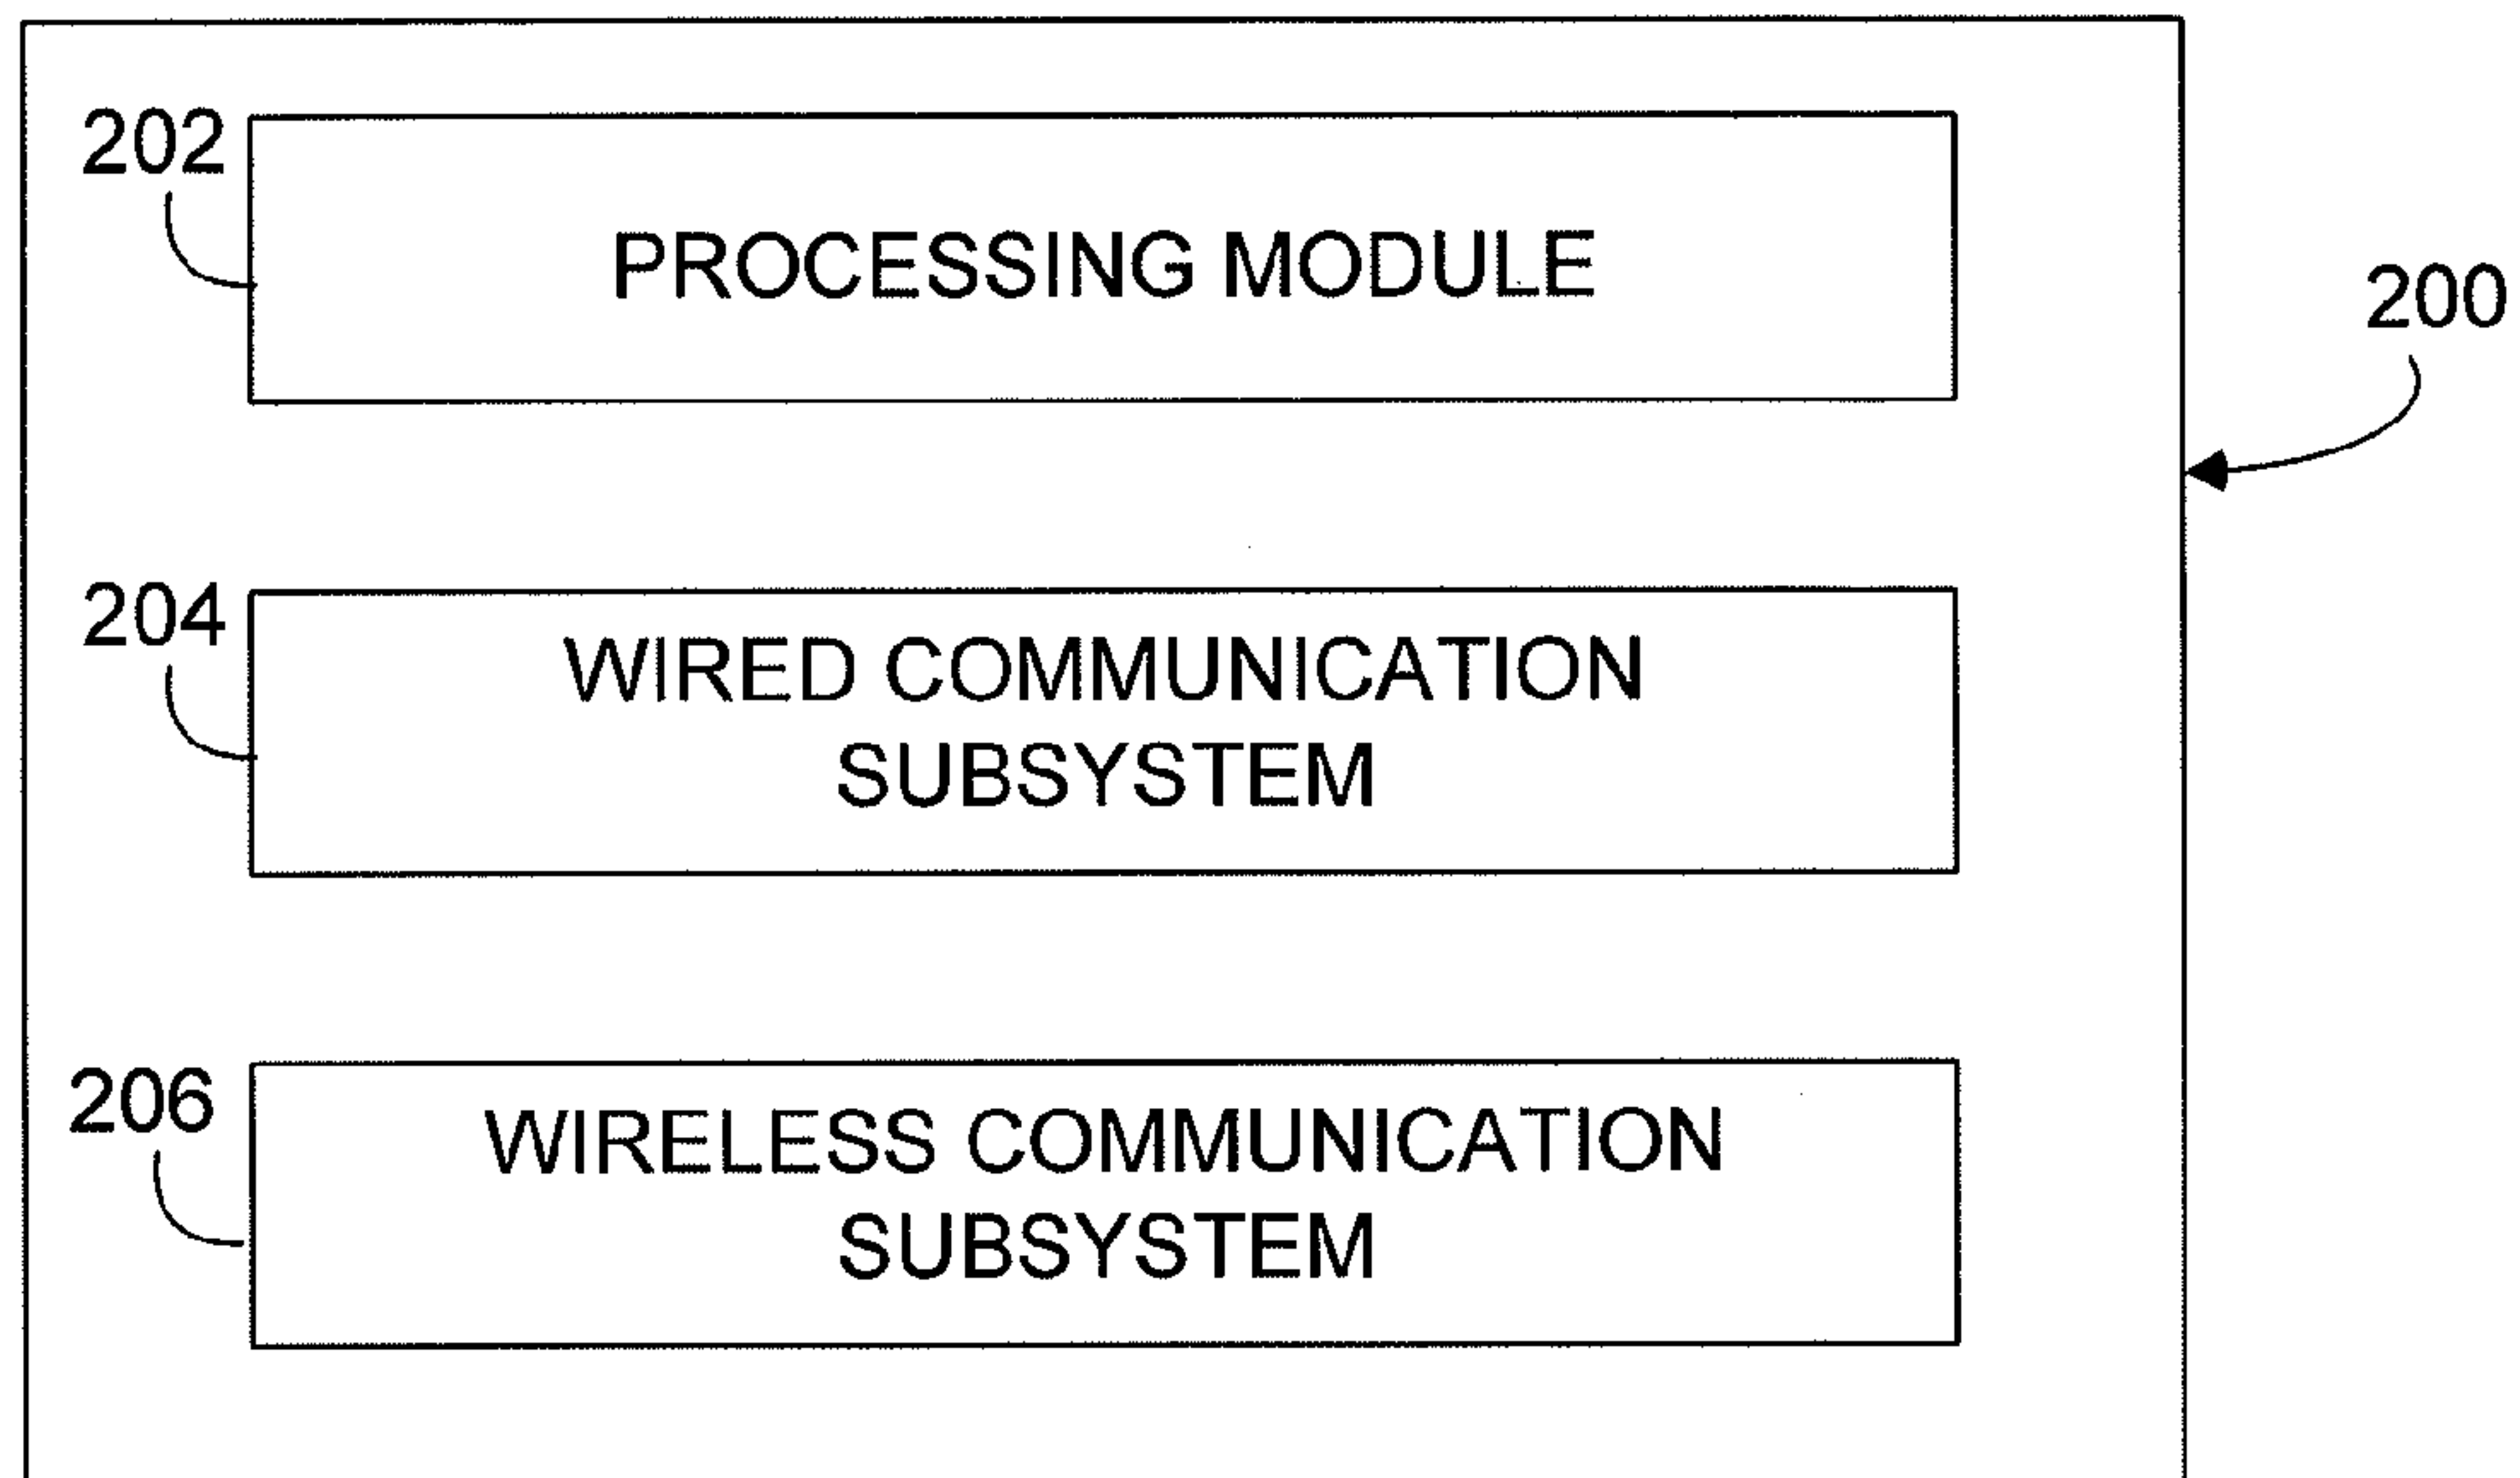 202
PROCESSING MODULE
200
204
WIRED COMMUNICATION
SUBSYSTEM
206
WIRELESS COMMUNICATION
SUBSYSTEM